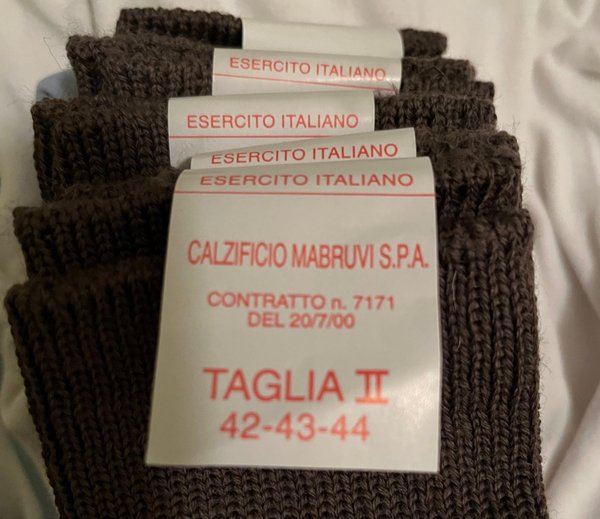 ESERCITO ITALIANO
ESERCITO ITALIANO
ESERCITO ITALIANO
ESERCITO ITALIANO
CALZIFICIO MABRUVI S.P.A.
CONTRATTO n. 7171
DEL 20/7/00
TAGLIA II
42-43-44